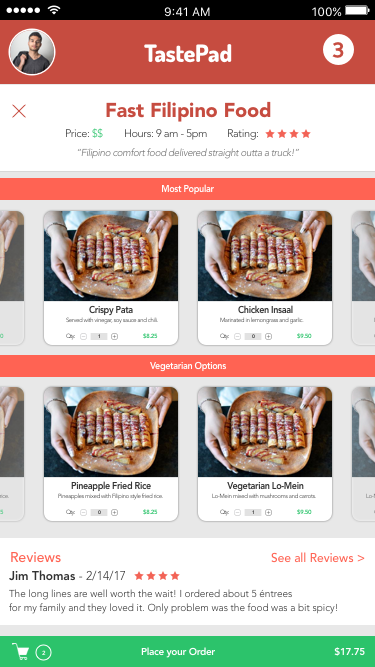 9:41 AM 100%
TastePad 3
Fast Filipino Food
Price: $$ Hours: 9 am - 5pm Rating:
"Filipino comfort food delivered straight outta a truck!"
Most Popular
Crispy Pata
Served with vinegar, soy sauce and chili.
Qty: 1 $8.25
Chicken Insaal
Marinated in lemongrass and garlic.
Qty: 0 $9.50
Vegetarian Options
Pineapple Fried Rice
Pineapples mixed with Filipino style fried rice.
Qty: 0 $8.25
Vegetarian Lo-Mein
Lo-Mein mixed with mushrooms and carrots.
Qty: 1 $9.50
Reviews See all Reviews >
Jim Thomas - 2/14/17
The long lines are well worth the wait! I ordered about 5 éntrees
for my family and they loved it. Only problem was the food was a bit spicy!
2 Place your Order $17.75